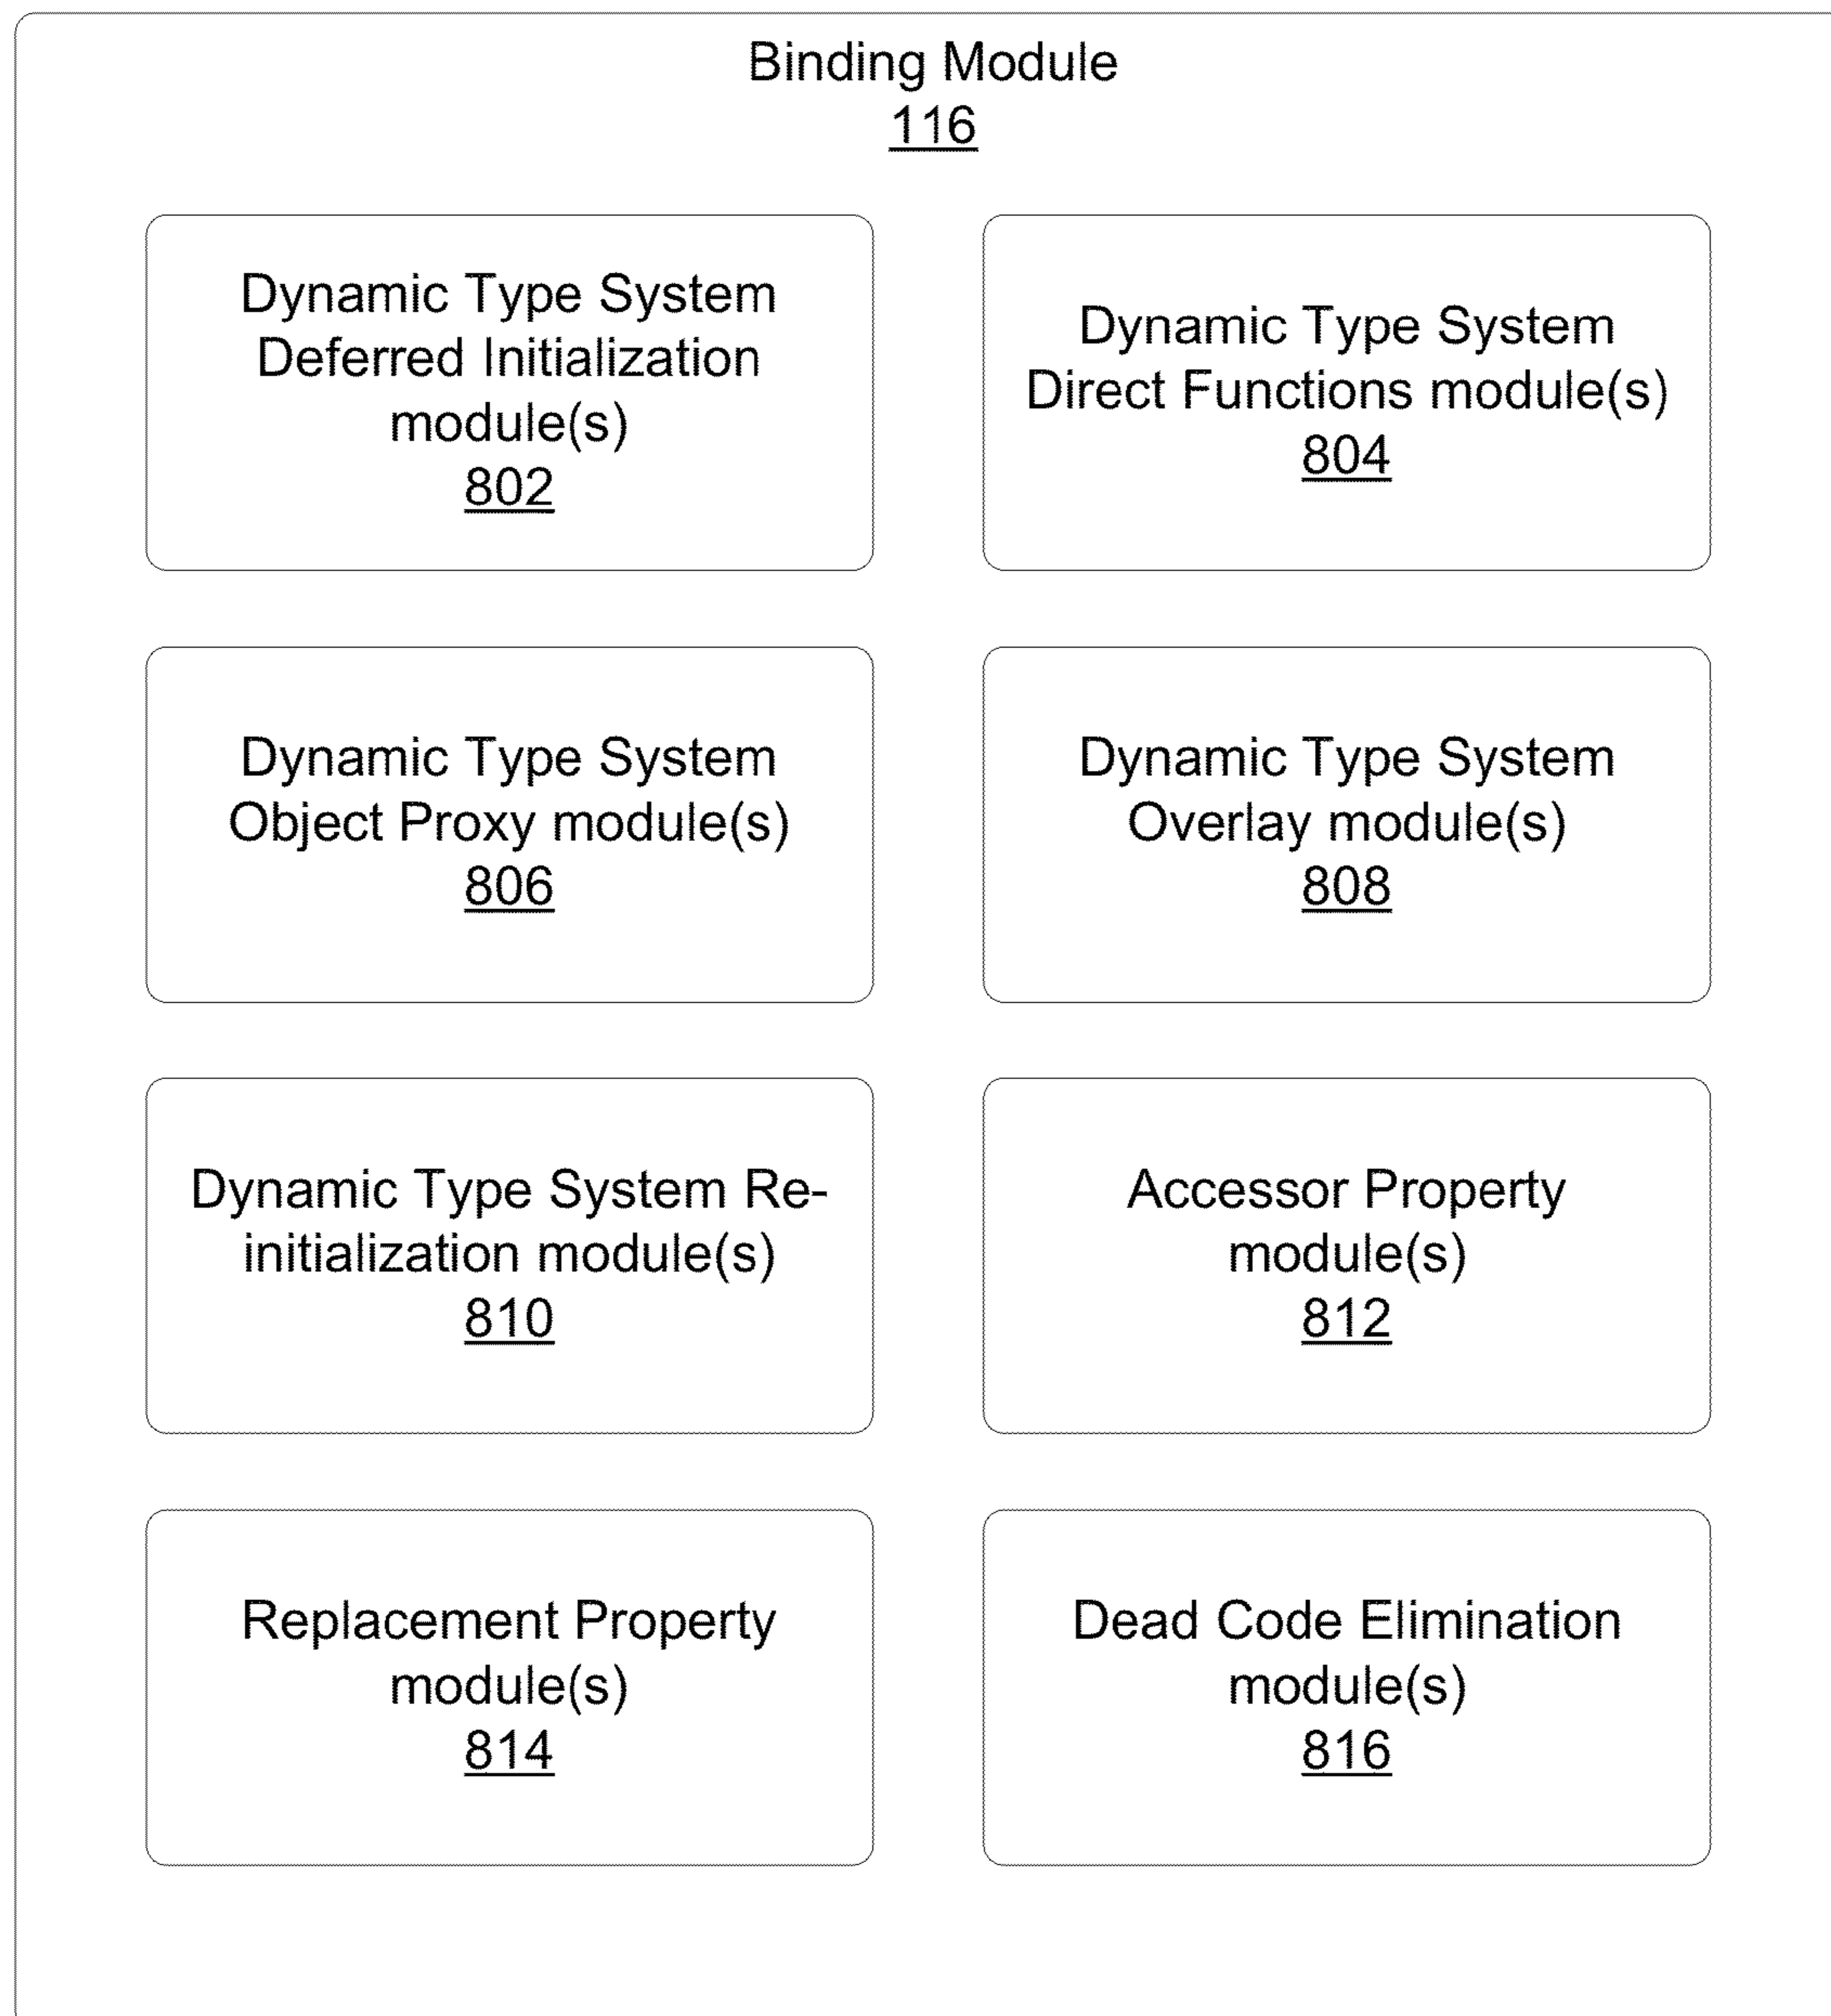 Binding Module
116
Dynamic Type System
Deferred Initialization
module(s)
802
Dynamic Type System
Direct Functions module(s)
804
Dynamic Type System
Object Proxy module(s)
806
Dynamic Type System
Overlay module(s)
808
Dynamic Type System Re-
initialization module(s)
810
Accessor Property
module(s)
812
Replacement Property
module(s)
814
Dead Code Elimination
module(s)
816